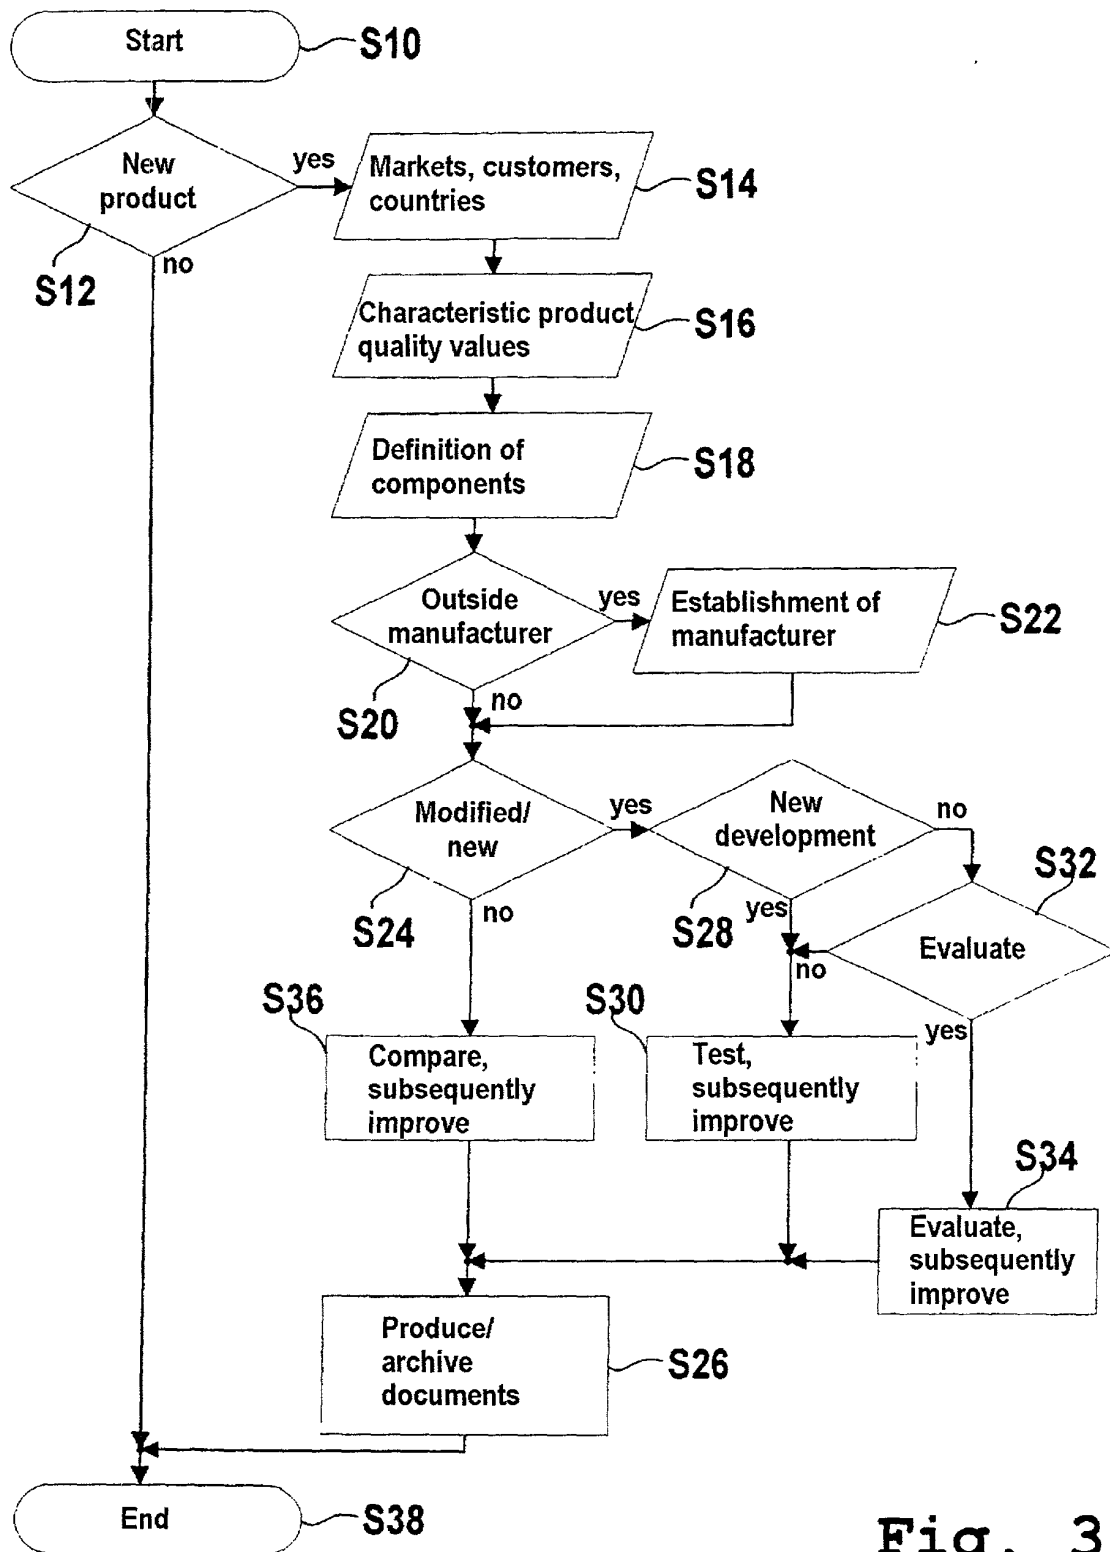 Start
S10
New
product
yes
S12
no
Markets, customers,
countries
S14
Characteristic product
quality values
S16
Definition of
components
S18
Outside
manufacturer
yes
S20
no
Establishment of
manufacturer
S22
Modified/
new
yes
S24
no
New
development
no
S28
yes
S32
Evaluate
no
yes
S36
Compare,
subsequently
improve
S30
Test,
subsequently
improve
S34
Evaluate,
subsequently
improve
Produce/
archive
documents
S26
End
S38
Fig. 3